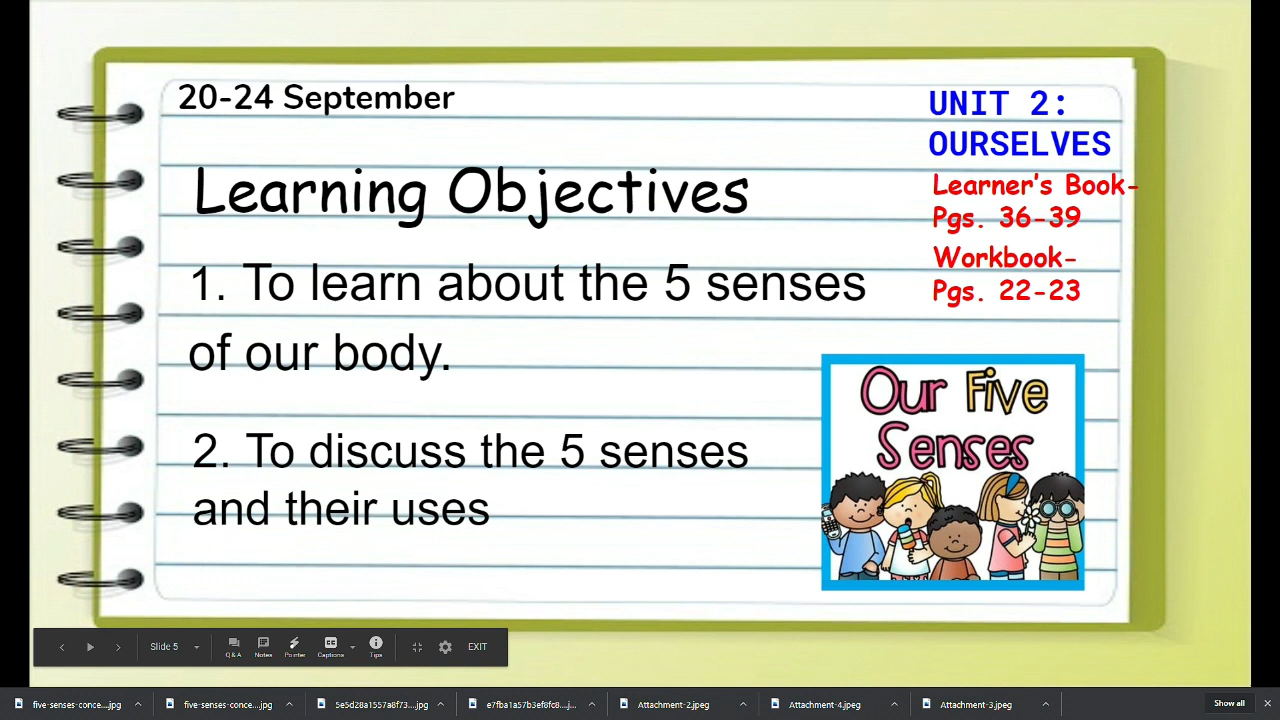 20-24 September
UNIT 2:
OURSELVES
Learner's Book-
Pgs. 36-39
Workbook-
Pgs. 22-23
Learning Objectives
1. To learn about the 5 senses
of our body.
2. To discuss the 5 senses
and their uses
Our Five
Senses
Slide 5
Q & A
Notes
Pointer
Captions
Tips
EXIT
five-senses-conce....jpg
five-senses-conce....jpg
5e5d28a1557a8f73....jpg
e7fba1a57b3ef8fc8....j...
Attachment-2.jpeg
Attachment-4.jpeg
Attachment-3.jpeg
Show all